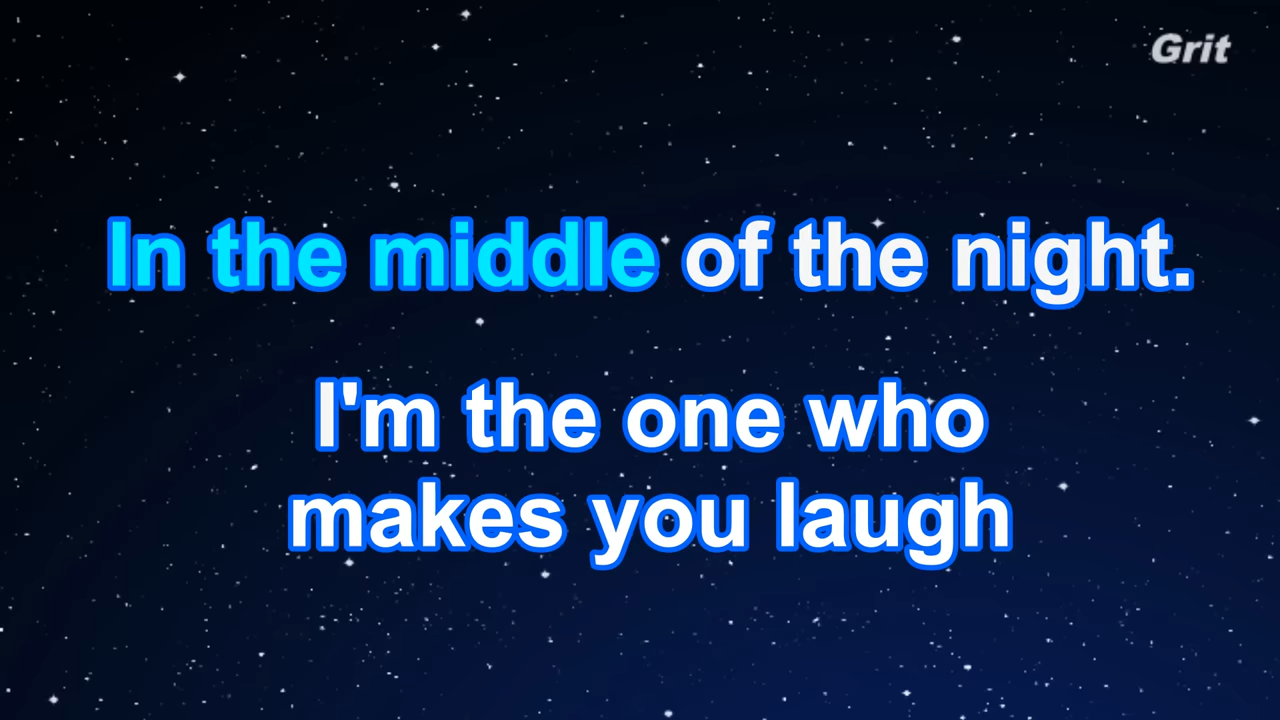 Grit
In the middle of the night.
I'm the one who
makes you laugh